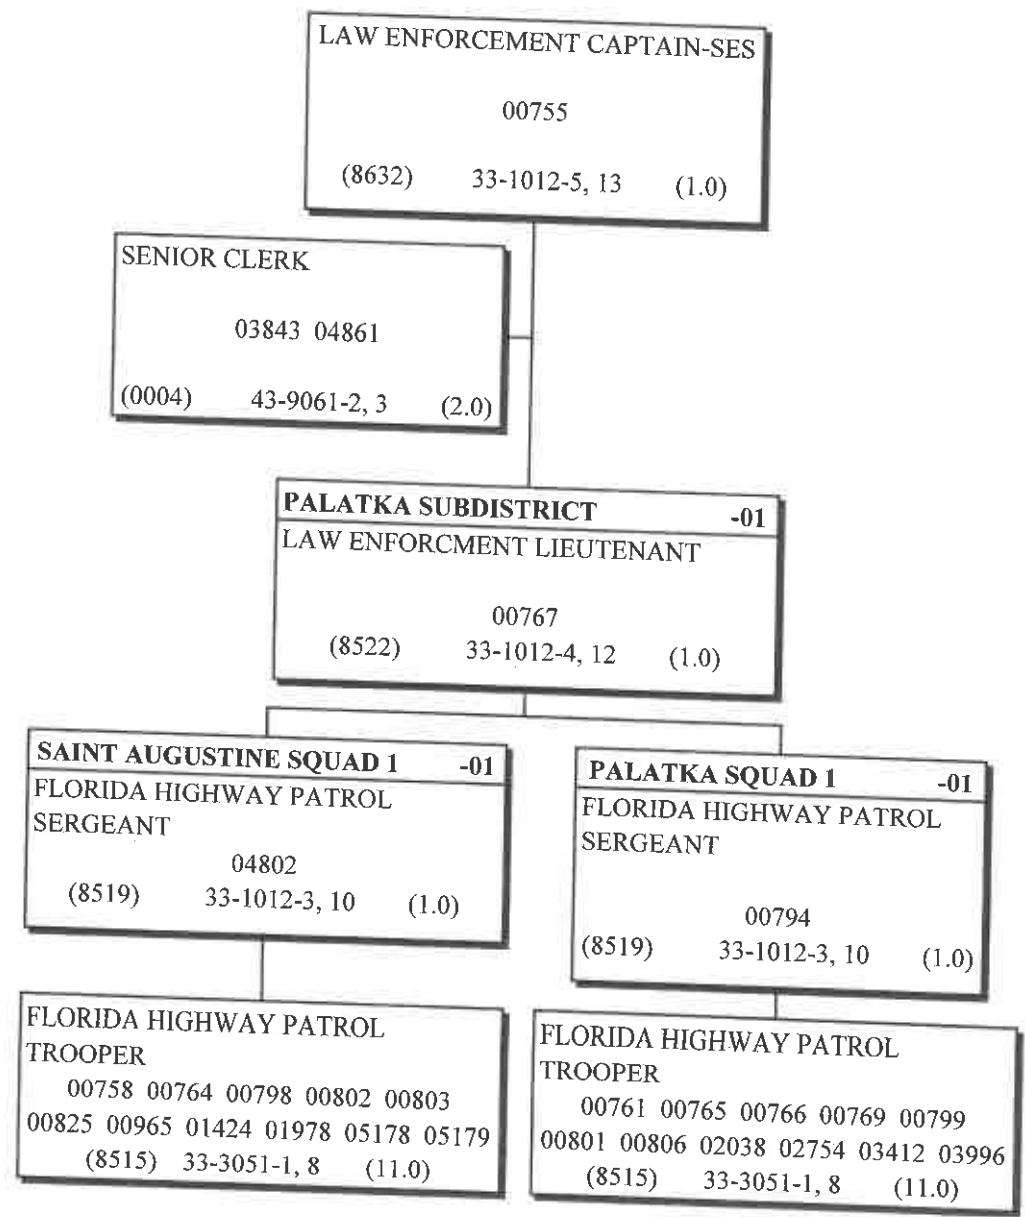 LAW ENFORCEMENT CAPTAIN-SES
00755
(8632) 33-1012-5, 13 (1.0)
SENIOR CLERK
03843 04861
(0004) 43-9061-2, 3 (2.0)
PALATKA SUBDISTRICT -01
LAW ENFORCMENT LIEUTENANT
00767
(8522) 33-1012-4, 12 (1.0)
SAINT AUGUSTINE SQUAD 1 -01
FLORIDA HIGHWAY PATROL
SERGEANT
04802
(8519) 33-1012-3, 10 (1.0)
FLORIDA HIGHWAY PATROL
TROOPER
00758 00764 00798 00802 00803
00825 00965 01424 01978 05178 05179
(8515) 33-3051-1, 8 (11.0)
PALATKA SQUAD 1 -01
FLORIDA HIGHWAY PATROL
SERGEANT
00794
(8519) 33-1012-3, 10 (1.0)
FLORIDA HIGHWAY PATROL
TROOPER
00761 00765 00766 00769 00799
00801 00806 02038 02754 03412 03996
(8515) 33-3051-1, 8 (11.0)